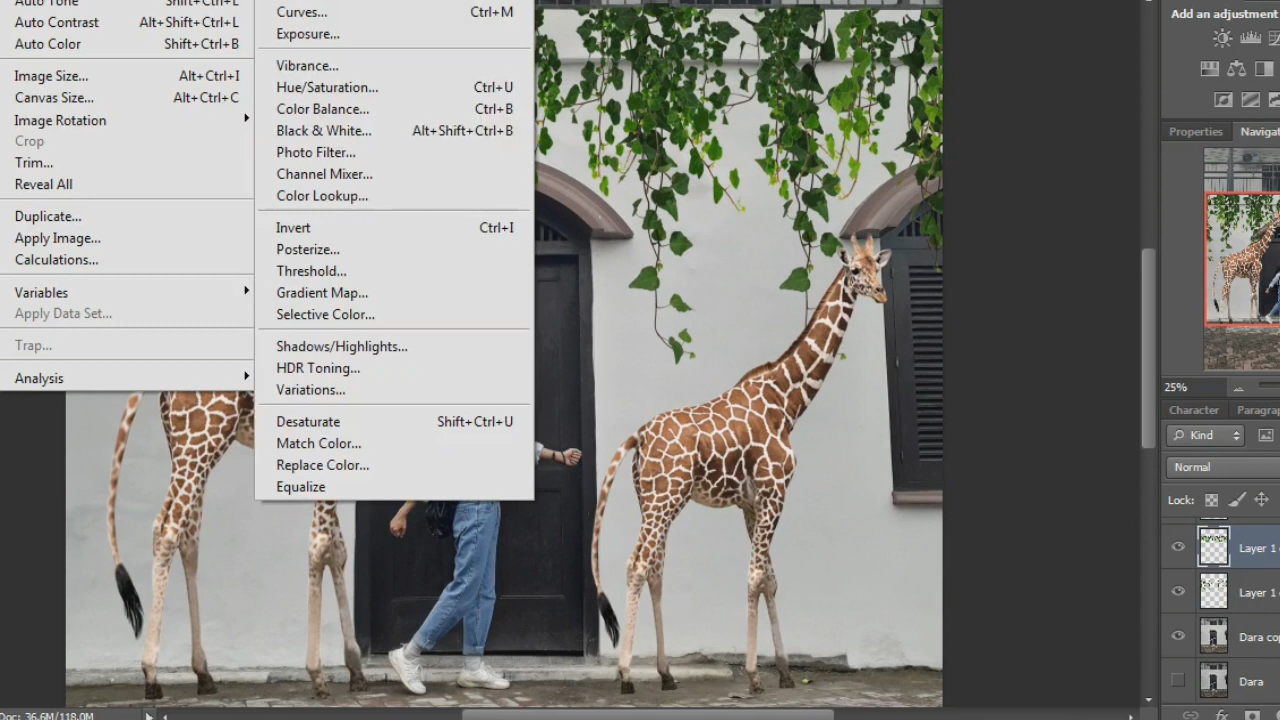 Auto Tone Shift+Ctrl+L
Auto Contrast Alt+Shift+Ctrl+L
Auto Color Shift+Ctrl+B
Image Size... Alt+Ctrl+I
Canvas Size... Alt+Ctrl+C
Image Rotation
Crop
Trim...
Reveal All
Duplicate...
Apply Image...
Calculations...
Variables
Apply Data Set...
Trap...
Analysis
Curves... Ctrl+M
Exposure...
Vibrance...
Hue/Saturation... Ctrl+U
Color Balance... Ctrl+B
Black & White... Alt+Shift+Ctrl+B
Photo Filter...
Channel Mixer...
Color Lookup...
Invert Ctrl+I
Posterize...
Threshold...
Gradient Map...
Selective Color...
Shadows/Highlights...
HDR Toning...
Variations...
Desaturate Shift+Ctrl+U
Match Color...
Replace Color...
Equalize
Add an adjustment
Properties Navigat
25%
Character Paragrap
Kind
Normal
Lock:
Layer 1
Layer 1
Dara cop
Dara
Doc: 36.6M/118.0M